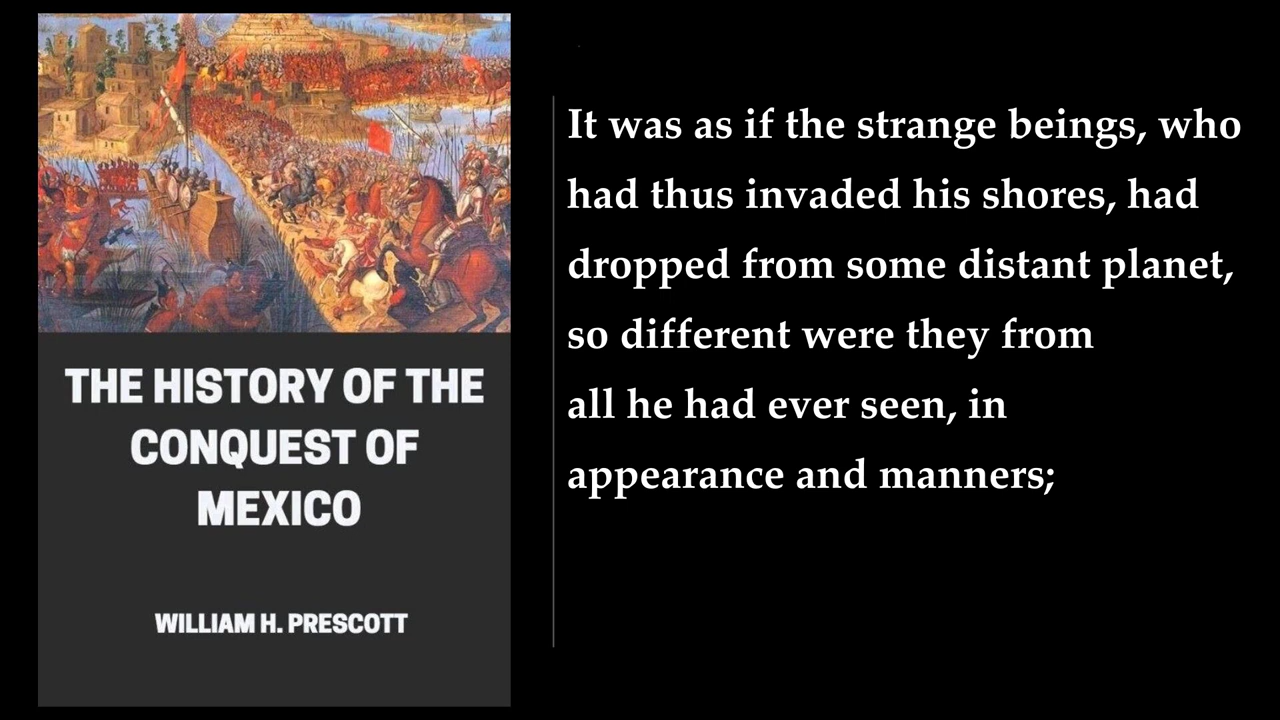 THE HISTORY OF THE
CONQUEST OF
MEXICO
WILLIAM H. PRESCOTT
It was as if the strange beings, who
had thus invaded his shores, had
dropped from some distant planet,
so different were they from
all he had ever seen, in
appearance and manners;